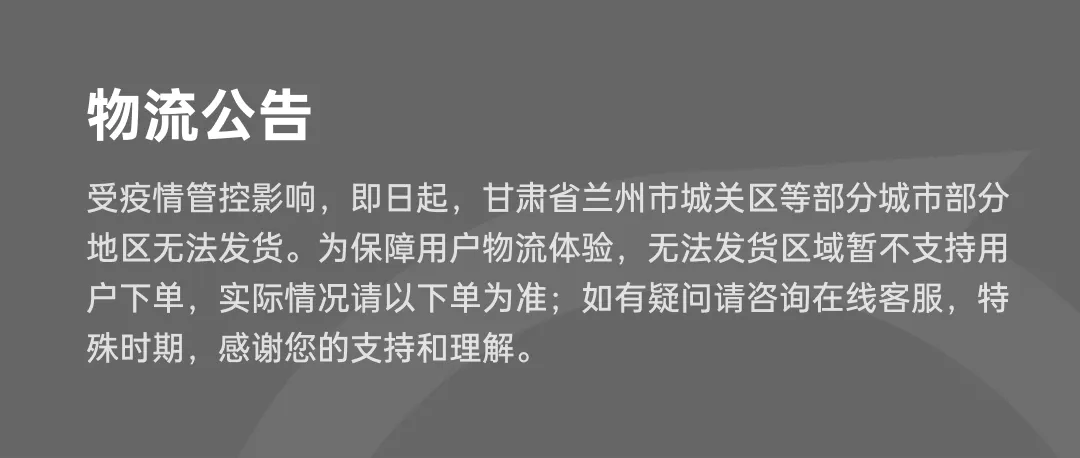 物流公告
受疫情管控影响，即日起，甘肃省兰州市城关区等部分城市部分
地区无法发货。为保障用户物流体验，无法发货区域暂不支持用
户下单，实际情况请以下单为准；如有疑问请咨询在线客服，特
殊时期，感谢您的支持和理解。